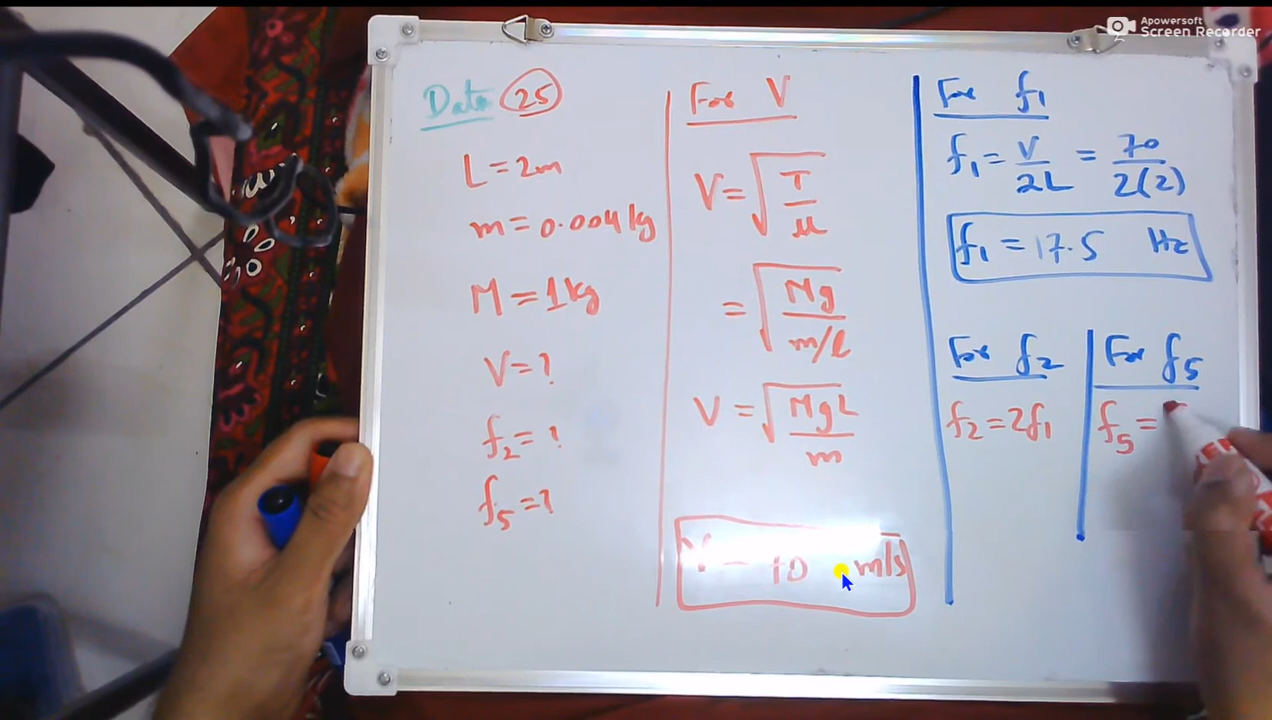 Apowersoft
Screen Recorder
Data 25
L = 2m
m = 0.004 kg
M = 1 kg
V = ?
f2 = ?
f5 = ?
For V
V = √(T/μ)
= √(Mg/m/l)
V = √(MgL/m)
m/s
For f1
f1 = V/2L = 70/2(2)
f1 = 17.5 Hz
For f2
f2 = 2f1
For f5
f5 =